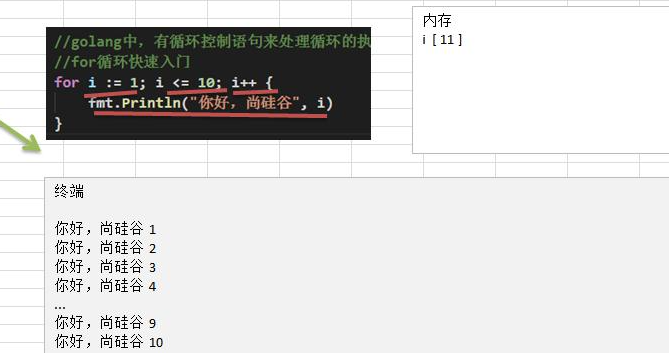 //golang中，有循环控制语句来处理循环的执
//for循环快速入门
for i := 1; i <= 10; i++ {
fmt.Println("你好，尚硅谷", i)
}
内存
i [ 11 ]
终端
你好，尚硅谷 1
你好，尚硅谷 2
你好，尚硅谷 3
你好，尚硅谷 4
...
你好，尚硅谷 9
你好，尚硅谷 10